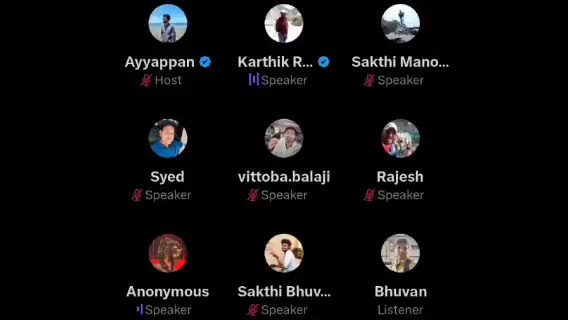 Ayyappan Karthik R... Sakthi Mano...
Host Speaker Speaker
Syed vittoba.balaji Rajesh
Speaker Speaker Speaker
Anonymous Sakthi Bhuv... Bhuvan
Speaker Speaker Listener